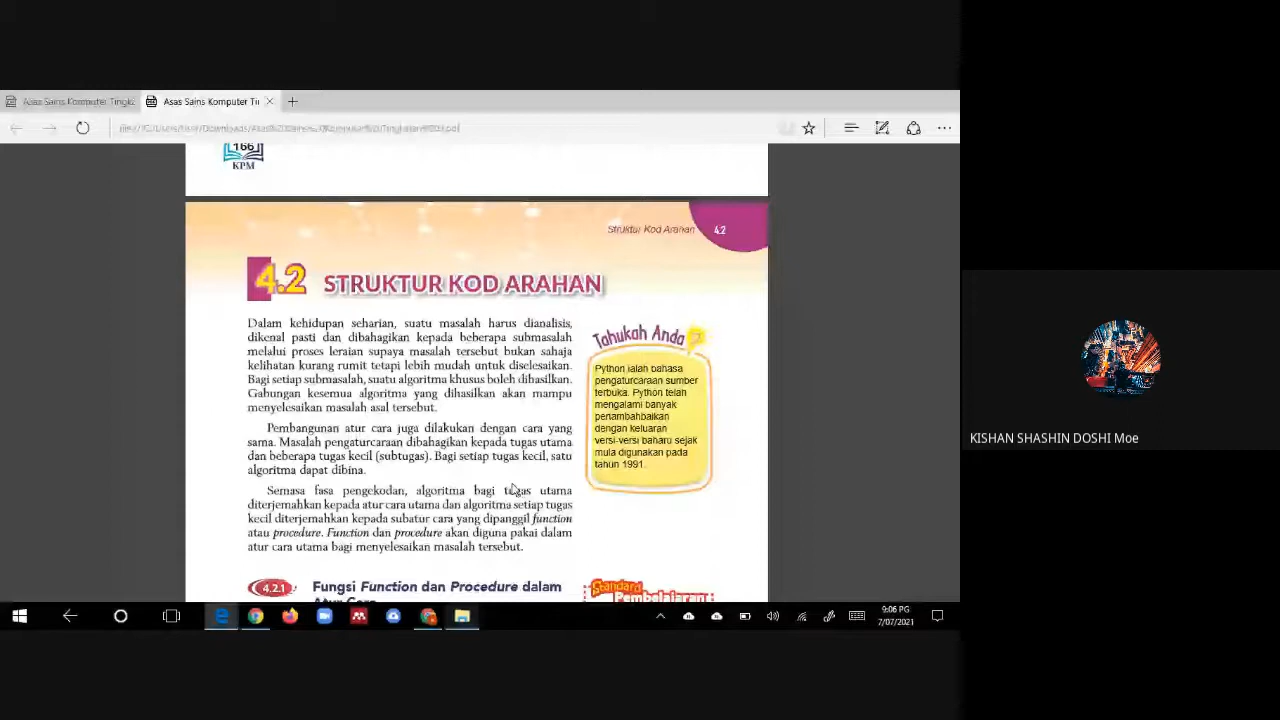 Asas Sains Komputer Tingka
Asas Sains Komputer Tin
166
KPM
Struktur Kod Arahan 4.2
4.2 STRUKTUR KOD ARAHAN
Dalam kehidupan seharian, suatu masalah harus dianalisis,
dikenal pasti dan dibahagikan kepada beberapa submasalah
melalui proses leraian supaya masalah tersebut bukan sahaja
kelihatan kurang rumit tetapi lebih mudah untuk diselesaikan.
Bagi setiap submasalah, suatu algoritma khusus boleh dihasilkan.
Gabungan kesemua algoritma yang dihasilkan akan mampu
menyelesaikan masalah asal tersebut.
Pembangunan atur cara juga dilakukan dengan cara yang
sama. Masalah pengaturcaraan dibahagikan kepada tugas utama
dan beberapa tugas kecil (subtugas). Bagi setiap tugas kecil, satu
algoritma dapat dibina.
Semasa fasa pengekodan, algoritma bagi tugas utama
diterjemahkan kepada atur cara utama dan algoritma setiap tugas
kecil diterjemahkan kepada subatur cara yang dipanggil function
atau procedure. Function dan procedure akan diguna pakai dalam
atur cara utama bagi menyelesaikan masalah tersebut.
Tahukah Anda
Python ialah bahasa
pengaturcaraan sumber
terbuka. Python telah
mengalami banyak
penambahbaikan
dengan keluaran
versi-versi baharu sejak
mula digunakan pada
tahun 1991.
4.2.1 Fungsi Function dan Procedure dalam
Atur Cara
Standard
Pembelajaran
KISHAN SHASHIN DOSHI Moe
9:06 PG
7/07/2021